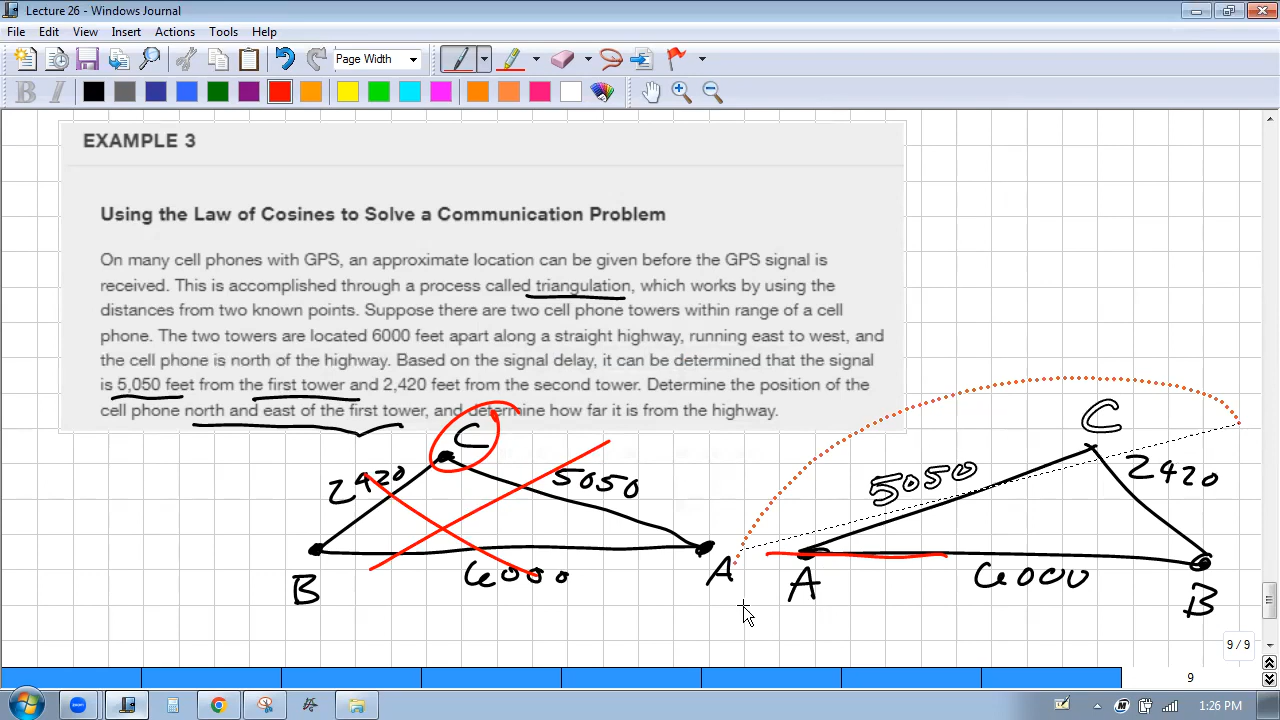 Lecture 26 - Windows Journal
File Edit View Insert Actions Tools Help
Page Width
B I
EXAMPLE 3
Using the Law of Cosines to Solve a Communication Problem
On many cell phones with GPS, an approximate location can be given before the GPS signal is
received. This is accomplished through a process called triangulation, which works by using the
distances from two known points. Suppose there are two cell phone towers within range of a cell
phone. The two towers are located 6000 feet apart along a straight highway, running east to west, and
the cell phone is north of the highway. Based on the signal delay, it can be determined that the signal
is 5,050 feet from the first tower and 2,420 feet from the second tower. Determine the position of the
cell phone north and east of the first tower, and determine how far it is from the highway.
C
2420
5050
B
6000
A
C
5050
2420
A
6000
B
9 / 9
9
1:26 PM